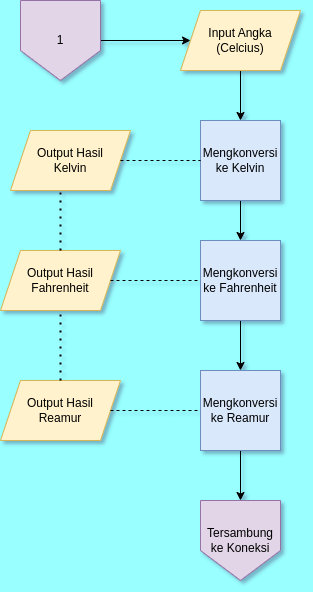 1
Input Angka
(Celcius)
Output Hasil
Kelvin
Mengkonversi
ke Kelvin
Output Hasil
Fahrenheit
Mengkonversi
ke Fahrenheit
Output Hasil
Reamur
Mengkonversi
ke Reamur
Tersambung
ke Koneksi